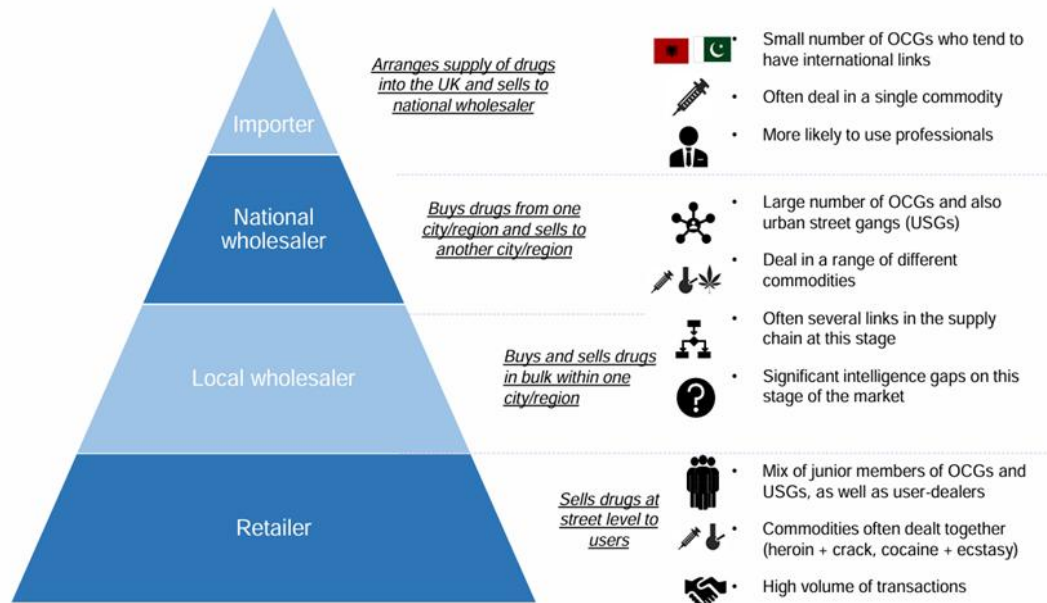 Importer
Arranges supply of drugs
into the UK and sells to
national wholesaler
• Small number of OCGs who tend to
have international links
• Often deal in a single commodity
• More likely to use professionals
National
wholesaler
Buys drugs from one
city/region and sells to
another city/region
• Large number of OCGs and also
urban street gangs (USGs)
• Deal in a range of different
commodities
Local wholesaler
Buys and sells drugs
in bulk within one
city/region
• Often several links in the supply
chain at this stage
• Significant intelligence gaps on this
stage of the market
Retailer
Sells drugs at
street level to
users
• Mix of junior members of OCGs and
USGs, as well as user-dealers
• Commodities often dealt together
(heroin + crack, cocaine + ecstasy)
• High volume of transactions